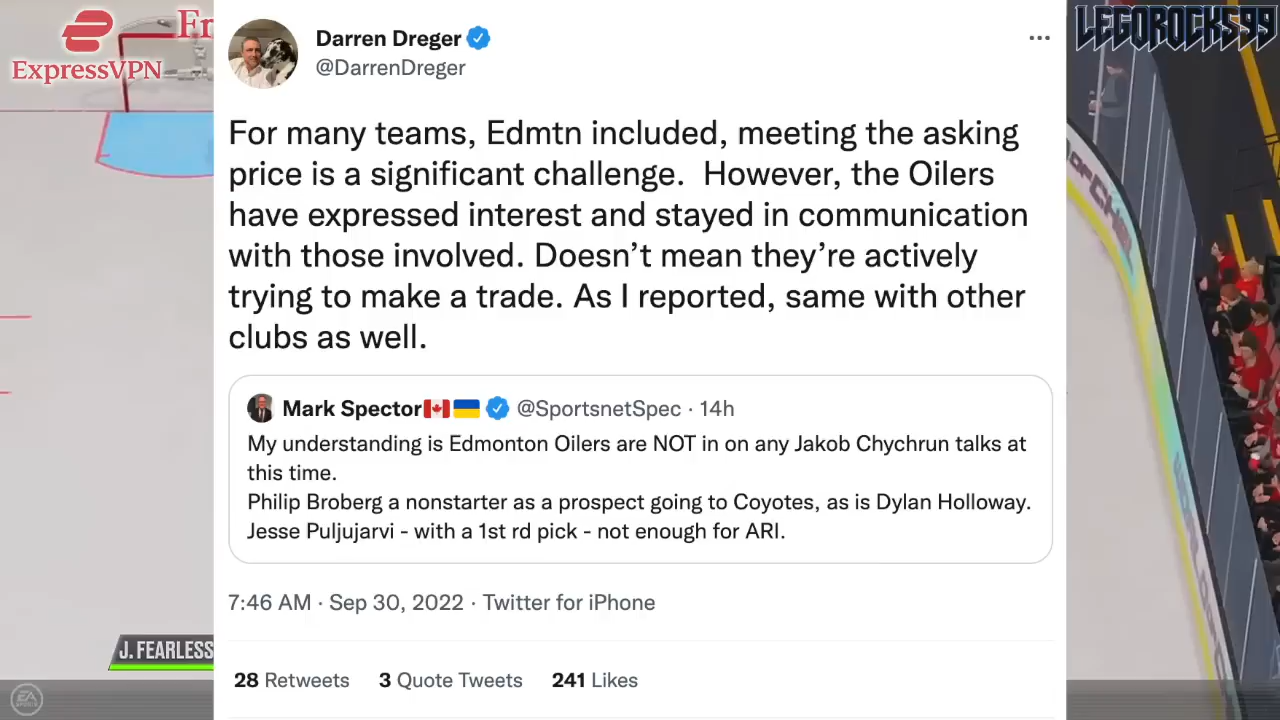 Fr
ExpressVPN
LEGOROCKS99
Darren Dreger
@DarrenDreger
For many teams, Edmtn included, meeting the asking
price is a significant challenge.  However, the Oilers
have expressed interest and stayed in communication
with those involved. Doesn’t mean they’re actively
trying to make a trade. As I reported, same with other
clubs as well.
Mark Spector🇨🇦🇺🇦 @SportsnetSpec · 14h
My understanding is Edmonton Oilers are NOT in on any Jakob Chychrun talks at
this time.
Philip Broberg a nonstarter as a prospect going to Coyotes, as is Dylan Holloway.
Jesse Puljujarvi - with a 1st rd pick - not enough for ARI.
7:46 AM · Sep 30, 2022 · Twitter for iPhone
28 Retweets 3 Quote Tweets 241 Likes
J. FEARLESS
EA